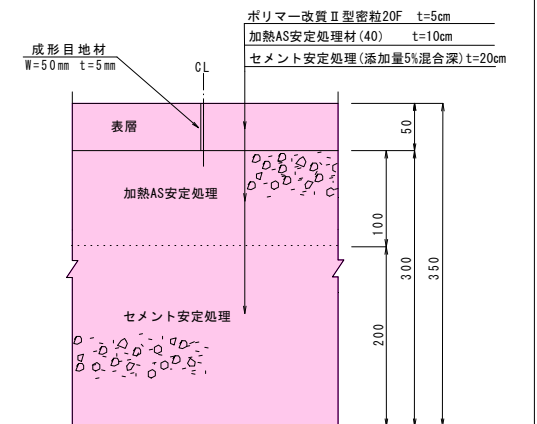 ポリマー改質Ⅱ型密粒20F t=5cm
加熱AS安定処理材(40) t=10cm
セメント安定処理(添加量5%混合深)t=20cm
成形目地材
W=50mm t=5mm
CL
表層
50
加熱AS安定処理
100
300
350
セメント安定処理
200